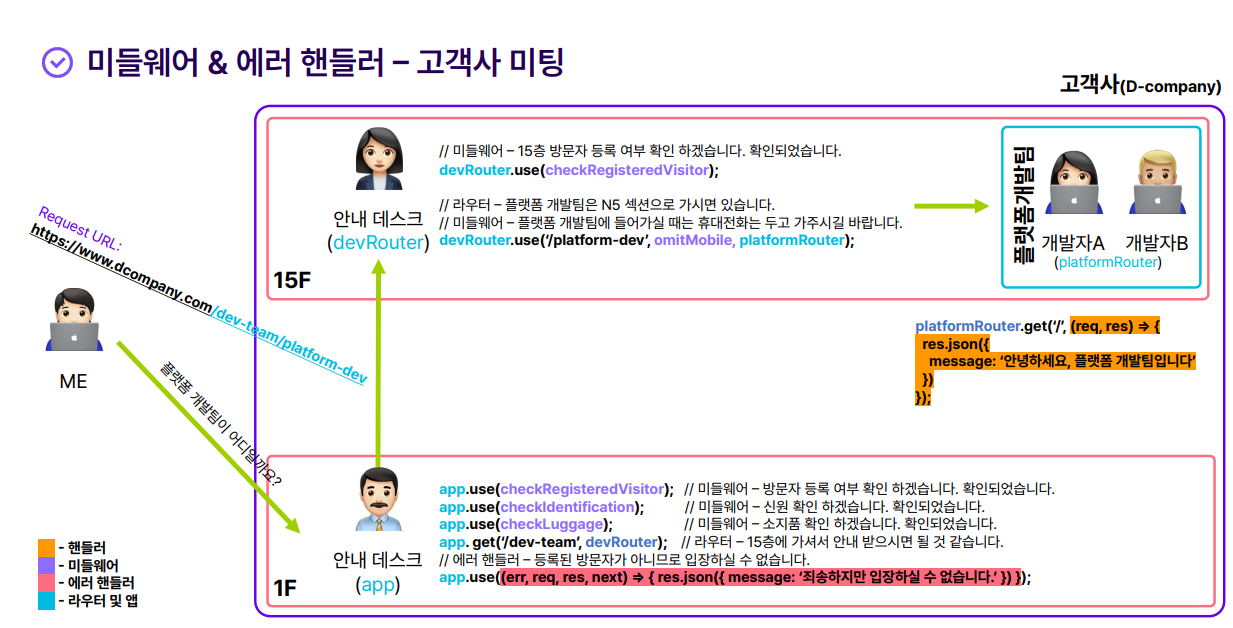 미들웨어 & 에러 핸들러 – 고객사 미팅
고객사(D-company)
// 미들웨어 – 15층 방문자 등록 여부 확인 하겠습니다. 확인되었습니다.
devRouter.use(checkRegisteredVisitor);
// 라우터 – 플랫폼 개발팀은 N5 섹션으로 가시면 있습니다.
// 미들웨어 – 플랫폼 개발팀에 들어가실 때는 휴대전화는 두고 가주시길 바랍니다.
devRouter.use(‘/platform-dev’, omitMobile, platformRouter);
안내 데스크
(devRouter)
15F
플랫폼개발팀
개발자A 개발자B
(platformRouter)
Request URL:
https://www.dcompany.com/dev-team/platform-dev
ME
플랫폼 개발팀이 어디일까요?
platformRouter.get(‘/’, (req, res) => {
res.json({
message: ‘안녕하세요, 플랫폼 개발팀입니다’
})
});
app.use(checkRegisteredVisitor); // 미들웨어 – 방문자 등록 여부 확인 하겠습니다. 확인되었습니다.
app.use(checkIdentification); // 미들웨어 – 신원 확인 하겠습니다. 확인되었습니다.
app.use(checkLuggage); // 미들웨어 – 소지품 확인 하겠습니다. 확인되었습니다.
app. get(‘/dev-team’, devRouter); // 라우터 – 15층에 가셔서 안내 받으시면 될 것 같습니다.
// 에러 핸들러 – 등록된 방문자가 아니므로 입장하실 수 없습니다.
app.use((err, req, res, next) => { res.json({ message: ‘죄송하지만 입장하실 수 없습니다.’ }) });
안내 데스크
(app)
1F
- 핸들러
- 미들웨어
- 에러 핸들러
- 라우터 및 앱